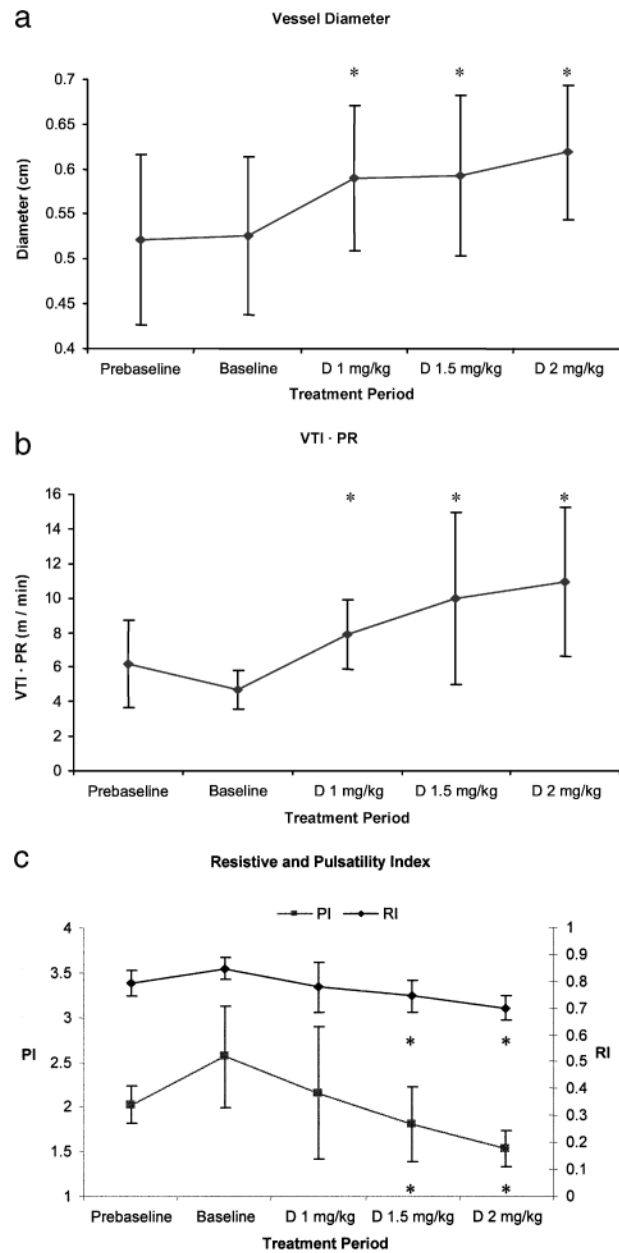 a
Vessel Diameter
* * *
0.7
0.65
0.6
0.55
0.5
0.45
0.4
Diameter (cm)
Prebaseline Baseline D 1 mg/kg D 1.5 mg/kg D 2 mg/kg
Treatment Period
b
VTI · PR
* * *
16
14
12
10
8
6
4
2
0
VTI · PR (m / min)
Prebaseline Baseline D 1 mg/kg D 1.5 mg/kg D 2 mg/kg
Treatment Period
c
Resistive and Pulsatility Index
PI RI
4
3.5
3
2.5
2
1.5
1
PI
1
0.9
0.8
0.7
0.6
0.5
0.4
0.3
0.2
0.1
0
RI
* *
* *
Prebaseline Baseline D 1 mg/kg D 1.5 mg/kg D 2 mg/kg
Treatment Period